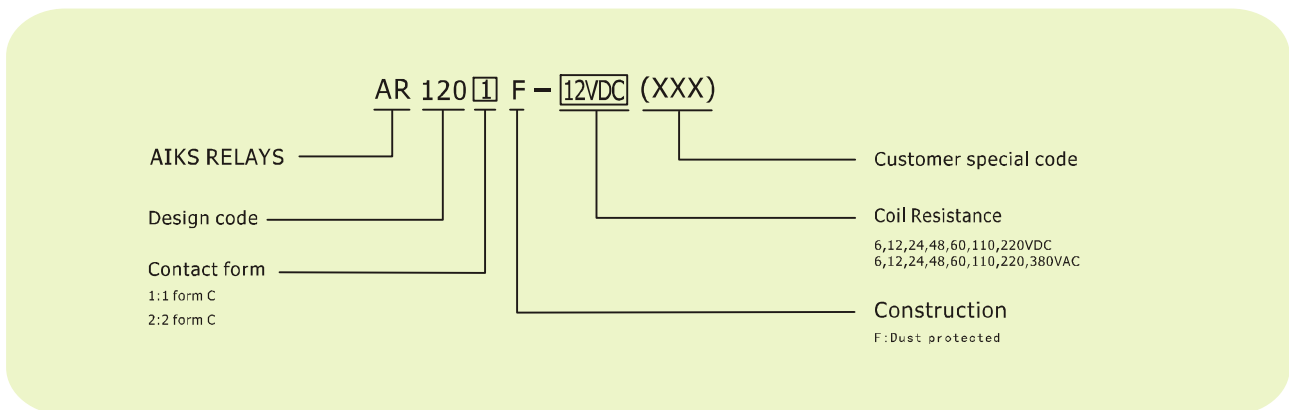 AR 120 1 F - 12VDC (XXX)
AIKS RELAYS
Design code
Contact form
1:1 form C
2:2 form C
Customer special code
Coil Resistance
6,12,24,48,60,110,220VDC
6,12,24,48,60,110,220,380VAC
Construction
F:Dust protected